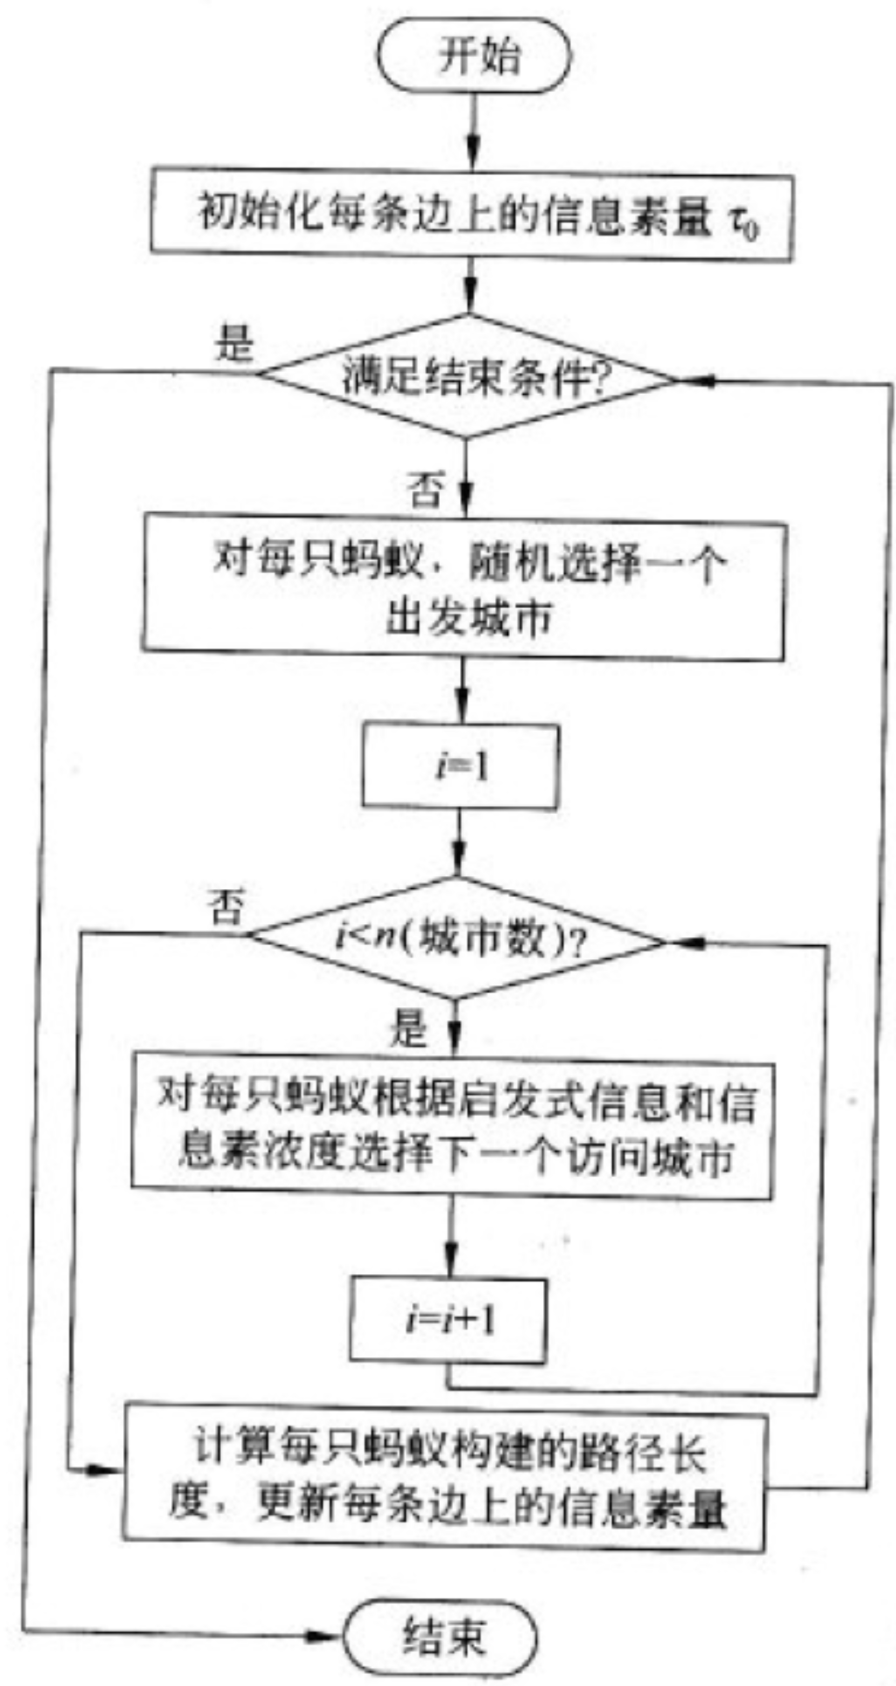 开始
初始化每条边上的信息素量 τ₀
是
满足结束条件?
否
对每只蚂蚁，随机选择一个
出发城市
i=1
否
i<n(城市数)?
是
对每只蚂蚁根据启发式信息和信
息素浓度选择下一个访问城市
i=i+1
计算每只蚂蚁构建的路径长
度，更新每条边上的信息素量
结束